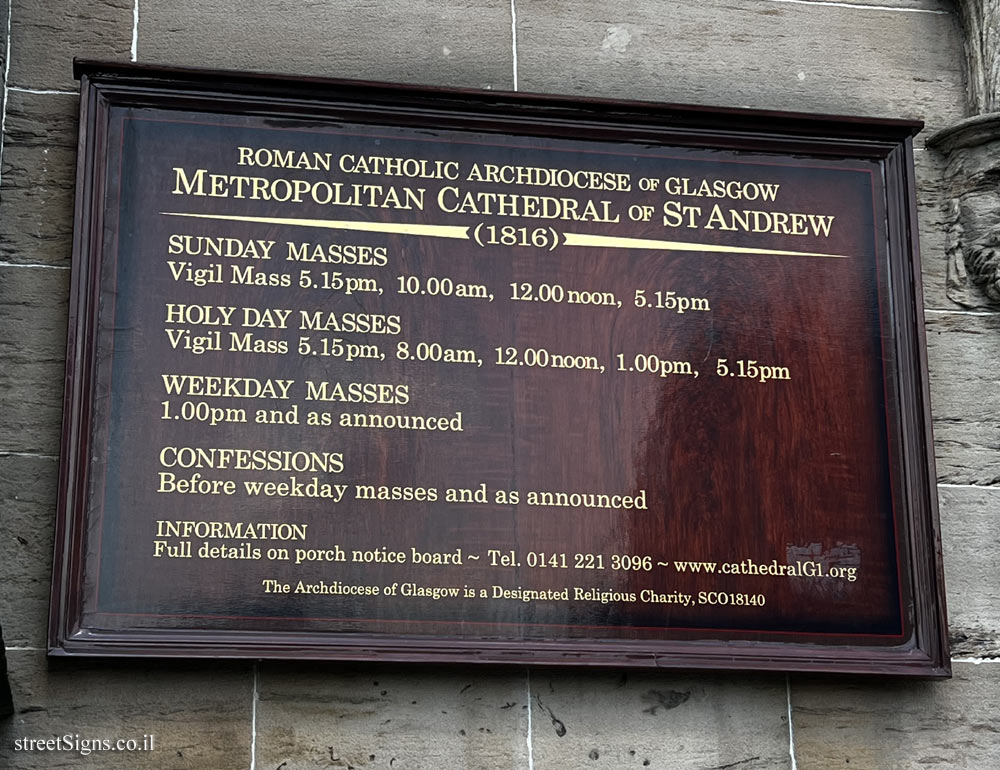 ROMAN CATHOLIC ARCHDIOCESE OF GLASGOW
METROPOLITAN CATHEDRAL OF ST ANDREW
(1816)
SUNDAY MASSES
Vigil Mass 5.15pm, 10.00am, 12.00noon, 5.15pm
HOLY DAY MASSES
Vigil Mass 5.15pm, 8.00am, 12.00noon, 1.00pm, 5.15pm
WEEKDAY MASSES
1.00pm and as announced
CONFESSIONS
Before weekday masses and as announced
INFORMATION
Full details on porch notice board ~ Tel. 0141 221 3096 ~ www.cathedralG1.org
The Archdiocese of Glasgow is a Designated Religious Charity, SCO18140
streetSigns.co.il